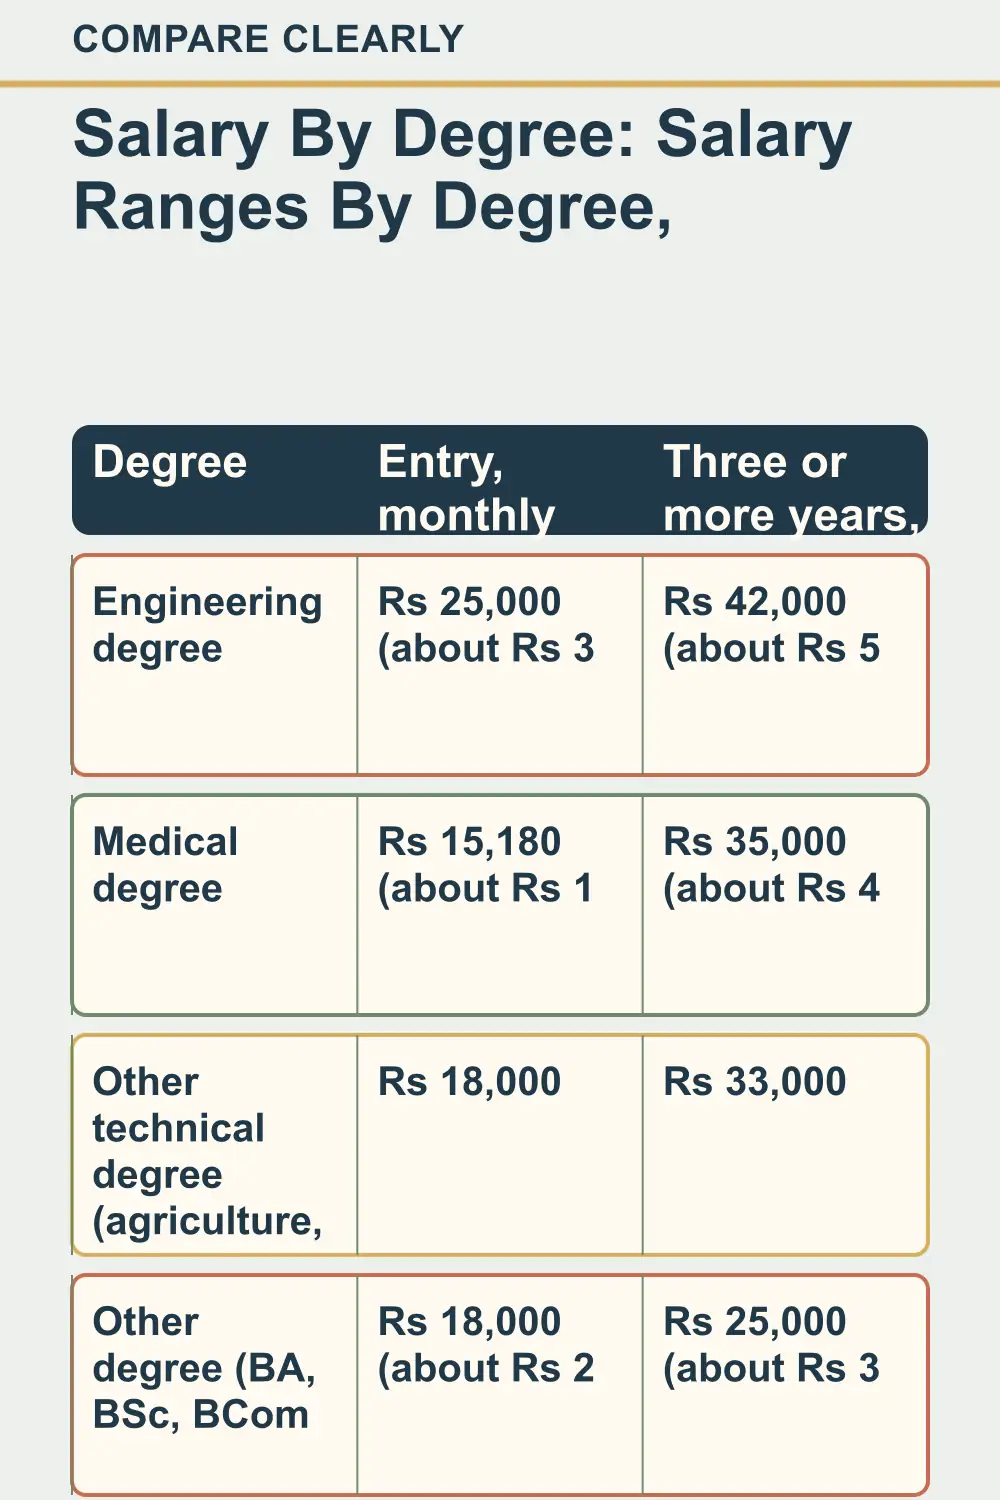 COMPARE CLEARLY
Salary By Degree: Salary
Ranges By Degree,
Degree
Entry,
monthly
Three or
more years,
Engineering
degree
Rs 25,000
(about Rs 3
Rs 42,000
(about Rs 5
Medical
degree
Rs 15,180
(about Rs 1
Rs 35,000
(about Rs 4
Other
technical
degree
(agriculture,
Rs 18,000
Rs 33,000
Other
degree (BA,
BSc, BCom
Rs 18,000
(about Rs 2
Rs 25,000
(about Rs 3